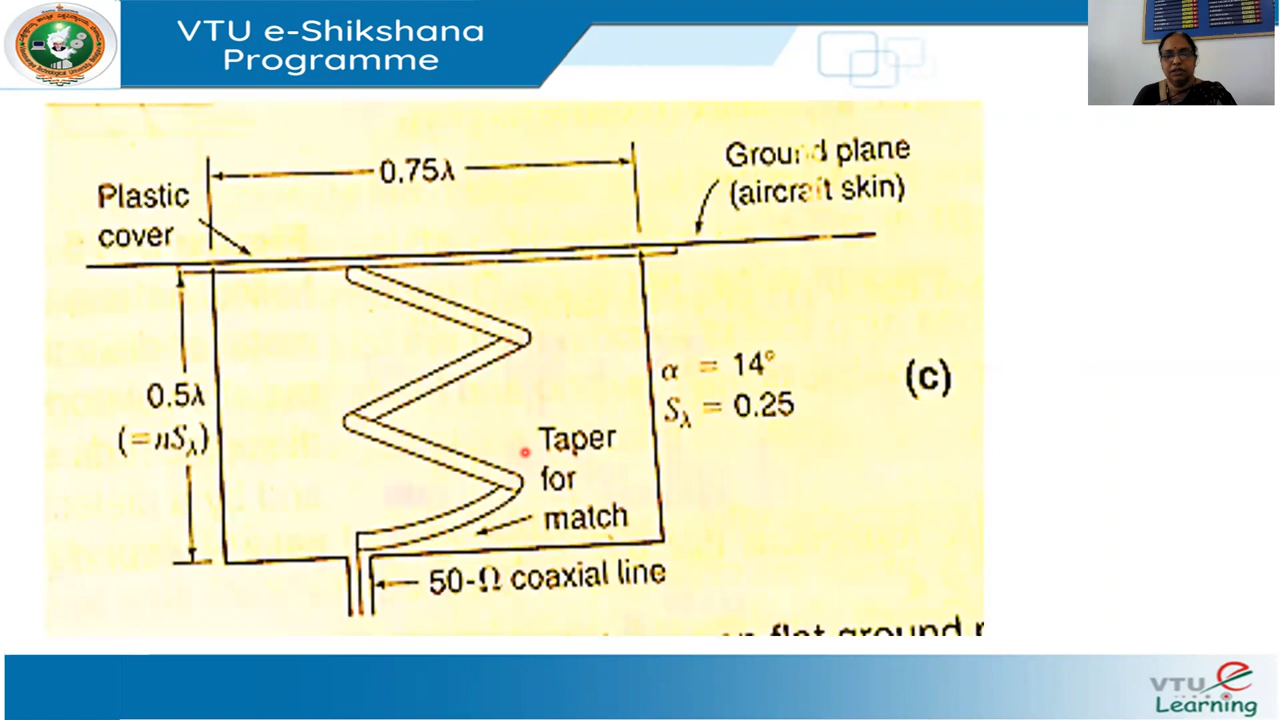 VTU e-Shikshana
Programme
0.75λ
Ground plane
(aircraft skin)
Plastic
cover
0.5λ
(=nSλ)
α = 14°
Sλ = 0.25
(c)
Taper
for
match
50-Ω coaxial line
flat ground
VTU e
Learning